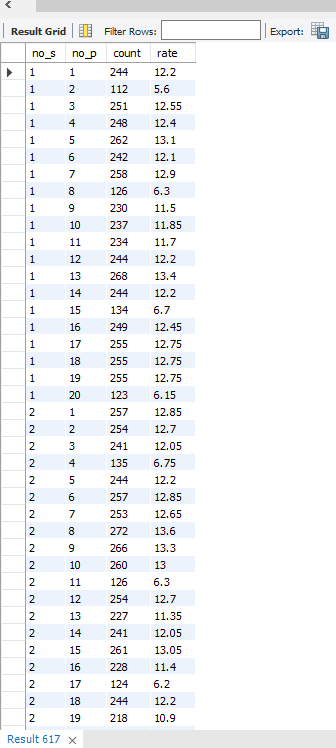 Result Grid Filter Rows: Export:
no_s no_p count rate
1 1 244 12.2
1 2 112 5.6
1 3 251 12.55
1 4 248 12.4
1 5 262 13.1
1 6 242 12.1
1 7 258 12.9
1 8 126 6.3
1 9 230 11.5
1 10 237 11.85
1 11 234 11.7
1 12 244 12.2
1 13 268 13.4
1 14 244 12.2
1 15 134 6.7
1 16 249 12.45
1 17 255 12.75
1 18 255 12.75
1 19 255 12.75
1 20 123 6.15
2 1 257 12.85
2 2 254 12.7
2 3 241 12.05
2 4 135 6.75
2 5 244 12.2
2 6 257 12.85
2 7 253 12.65
2 8 272 13.6
2 9 266 13.3
2 10 260 13
2 11 126 6.3
2 12 254 12.7
2 13 227 11.35
2 14 241 12.05
2 15 261 13.05
2 16 228 11.4
2 17 124 6.2
2 18 244 12.2
2 19 218 10.9
Result 617